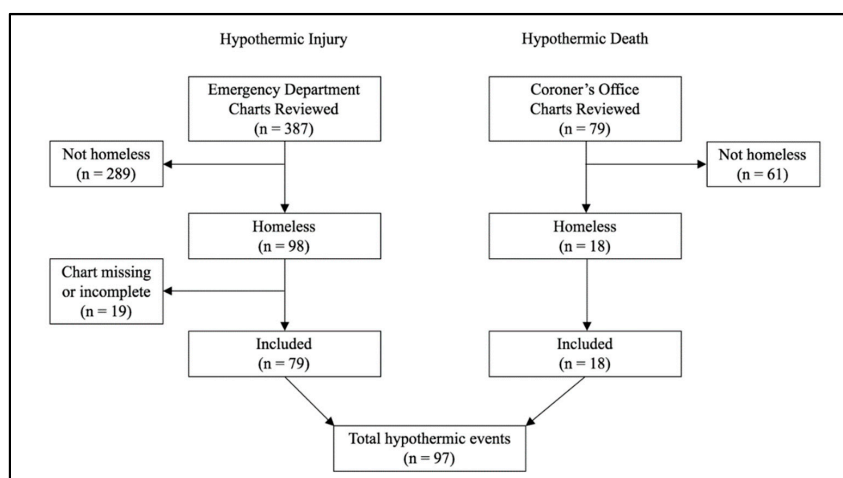 Hypothermic Injury
Hypothermic Death
Emergency Department
Charts Reviewed
(n = 387)
Coroner’s Office
Charts Reviewed
(n = 79)
Not homeless
(n = 289)
Not homeless
(n = 61)
Homeless
(n = 98)
Homeless
(n = 18)
Chart missing
or incomplete
(n = 19)
Included
(n = 79)
Included
(n = 18)
Total hypothermic events
(n = 97)